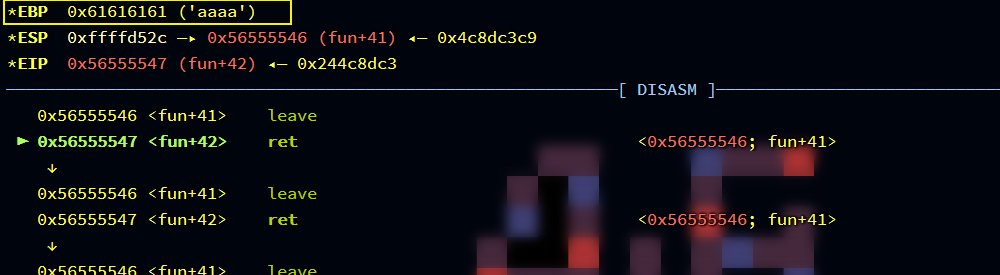 *EBP  0x61616161 ('aaaa')
*ESP  0xffffd52c —▸ 0x56555546 (fun+41) ◂— 0x4c8dc3c9
*EIP  0x56555547 (fun+42) ◂— 0x244c8dc3
[ DISASM ]
0x56555546 <fun+41>    leave
► 0x56555547 <fun+42>    ret    <0x56555546; fun+41>
↓
0x56555546 <fun+41>    leave
0x56555547 <fun+42>    ret    <0x56555546; fun+41>
↓
0x56555546 <fun+41>    leave